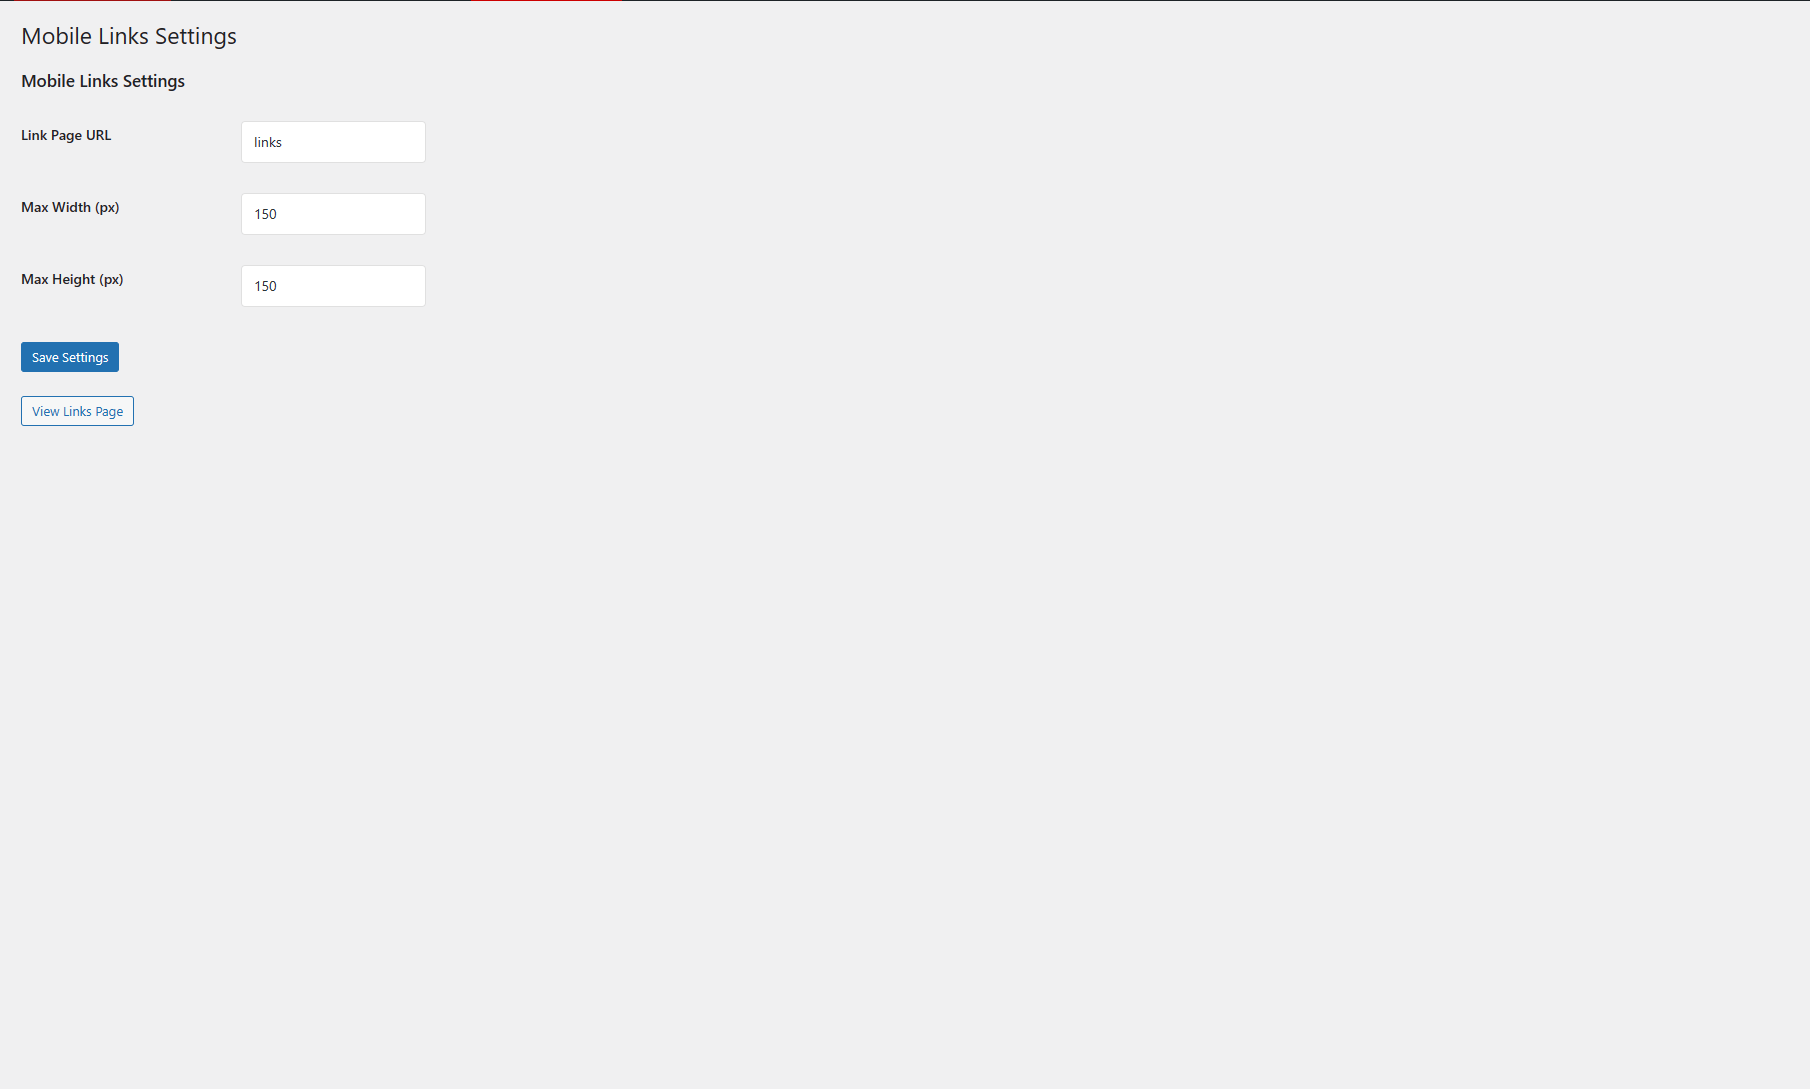 Mobile Links Settings
Mobile Links Settings
Link Page URL
links
Max Width (px)
150
Max Height (px)
150
Save Settings
View Links Page